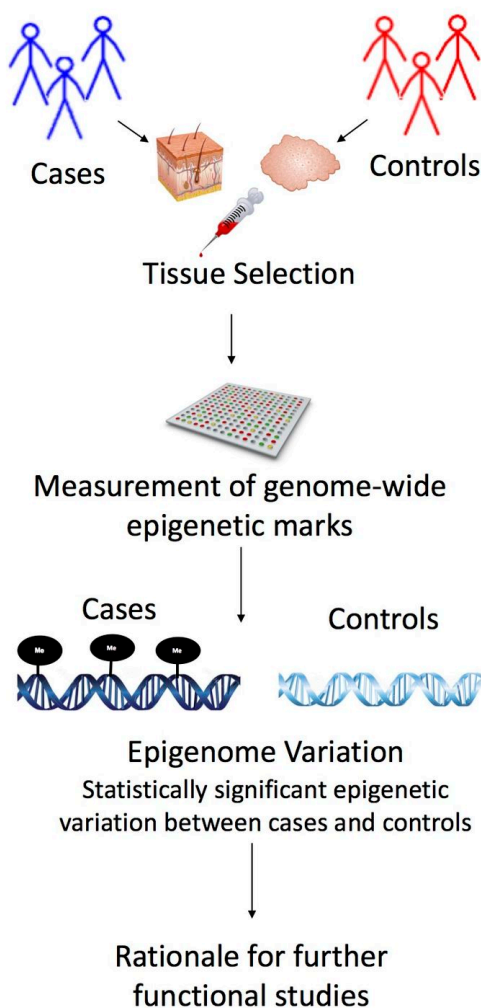 Cases
Controls
Tissue Selection
Measurement of genome-wide
epigenetic marks
Cases
Controls
Me
Me
Me
Epigenome Variation
Statistically significant epigenetic
variation between cases and controls
Rationale for further
functional studies